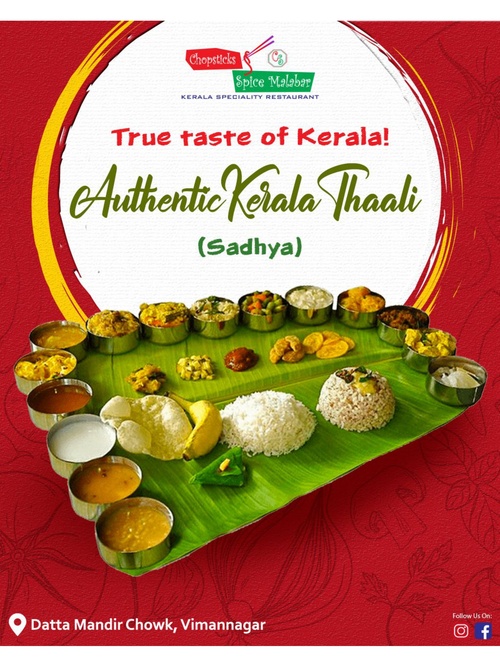 Chopsticks
Spice Malabar
KERALA SPECIALITY RESTAURANT
True taste of Kerala!
Authentic Kerala Thaali
(Sadhya)
Follow Us On:
Datta Mandir Chowk, Vimannagar